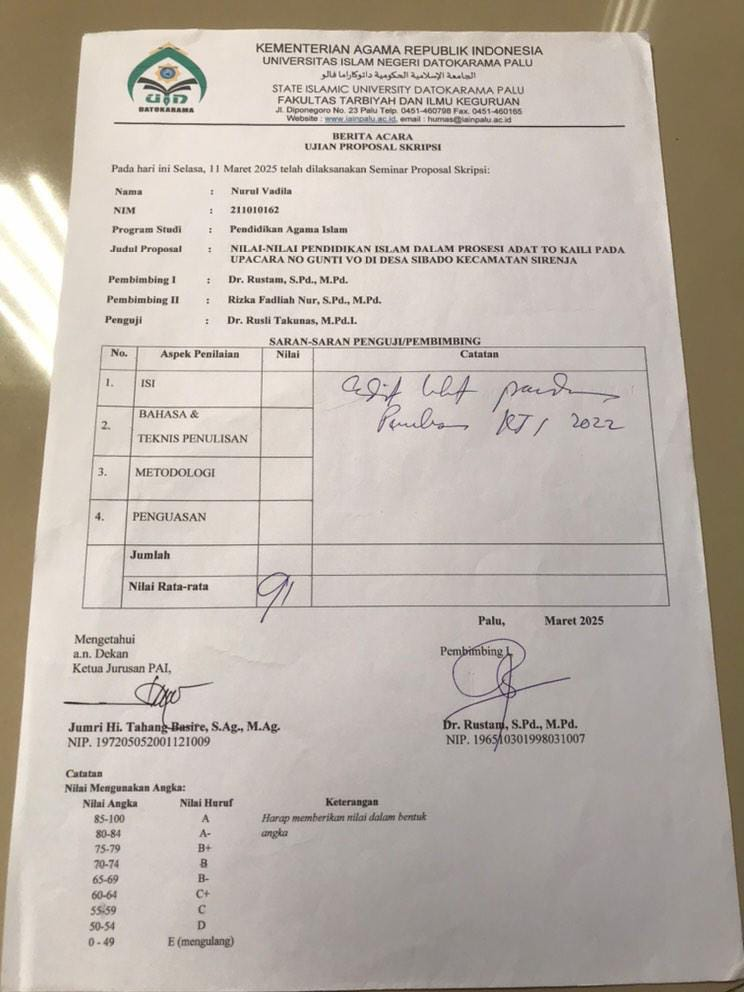 UIN
DATOKARAMA
KEMENTERIAN AGAMA REPUBLIK INDONESIA
UNIVERSITAS ISLAM NEGERI DATOKARAMA PALU
الجامعة الإسلامية الحكومية داتوكاراما فالو
STATE ISLAMIC UNIVERSITY DATOKARAMA PALU
FAKULTAS TARBIYAH DAN ILMU KEGURUAN
Jl. Diponegoro No. 23 Palu Telp. 0451-460798 Fax. 0451-460165
Website : www.iainpalu.ac.id, email : humas@iainpalu.ac.id
BERITA ACARA
UJIAN PROPOSAL SKRIPSI
Pada hari ini Selasa, 11 Maret 2025 telah dilaksanakan Seminar Proposal Skripsi:
Nama : Nurul Vadila
NIM : 211010162
Program Studi : Pendidikan Agama Islam
Judul Proposal : NILAI-NILAI PENDIDIKAN ISLAM DALAM PROSESI ADAT TO KAILI PADA
UPACARA NO GUNTI VO DI DESA SIBADO KECAMATAN SIRENJA
Pembimbing I : Dr. Rustam, S.Pd., M.Pd.
Pembimbing II : Rizka Fadliah Nur, S.Pd., M.Pd.
Penguji : Dr. Rusli Takunas, M.Pd.I.
SARAN-SARAN PENGUJI/PEMBIMBING
No. Aspek Penilaian Nilai Catatan
1. ISI
2. BAHASA &
TEKNIS PENULISAN
3. METODOLOGI
4. PENGUASAN
KTI 2022
Jumlah
Nilai Rata-rata 91
Palu, Maret 2025
Mengetahui
a.n. Dekan
Ketua Jurusan PAI,
Pembimbing I,
Jumri Hi. Tahang Basire, S.Ag., M.Ag.
NIP. 197205052001121009
Dr. Rustam, S.Pd., M.Pd.
NIP. 196510301998031007
Catatan
Nilai Mengunakan Angka:
Nilai Angka Nilai Huruf Keterangan
85-100 A Harap memberikan nilai dalam bentuk
80-84 A- angka
75-79 B+
70-74 B
65-69 B-
60-64 C+
55-59 C
50-54 D
0 - 49 E (mengulang)